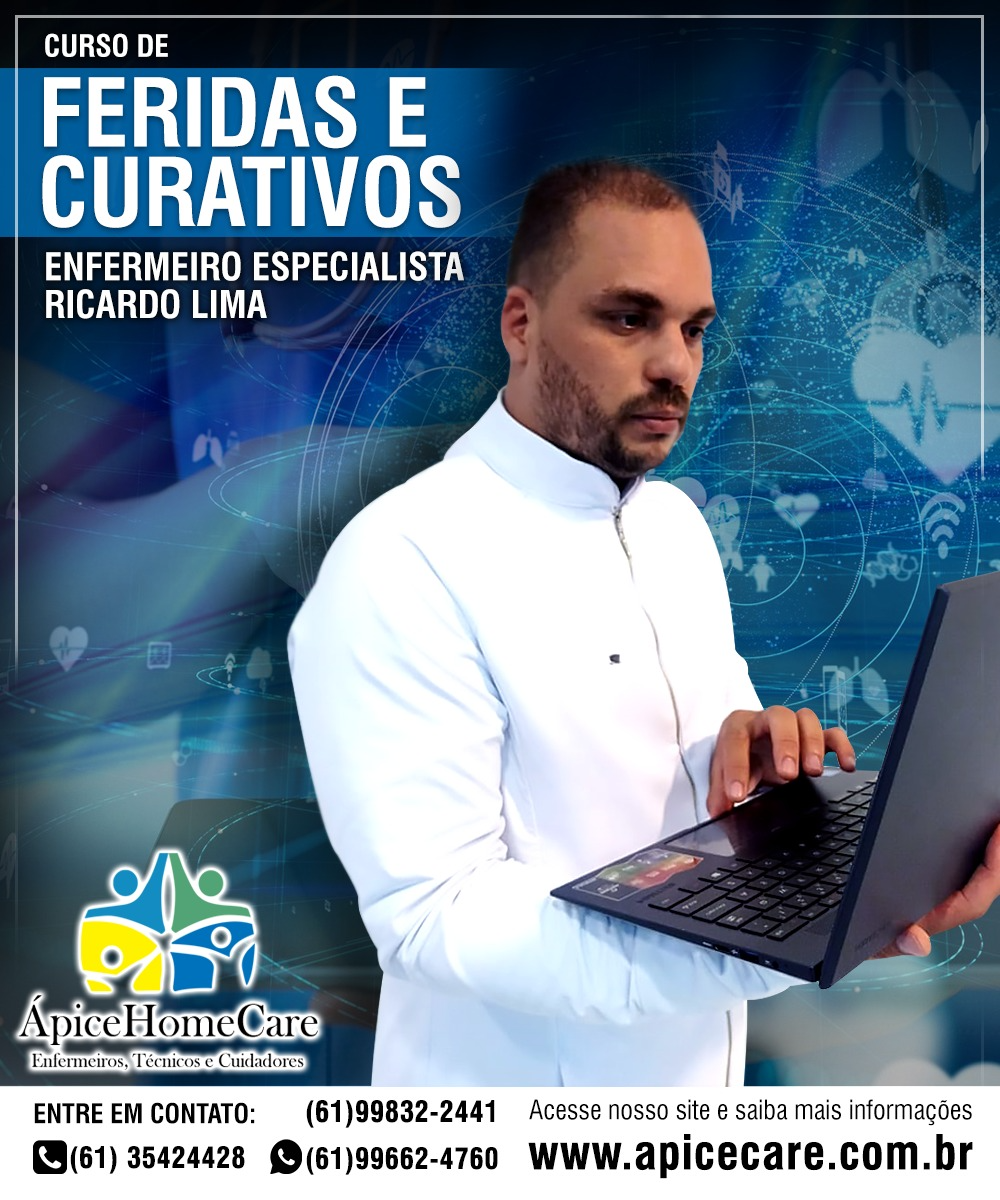 CURSO DE
FERIDAS E
CURATIVOS
ENFERMEIRO ESPECIALISTA
RICARDO LIMA
ÁpiceHomeCare
Enfermeiros, Técnicos e Cuidadores
ENTRE EM CONTATO:
(61)99832-2441
(61) 35424428
(61)99662-4760
Acesse nosso site e saiba mais informações
www.apicecare.com.br